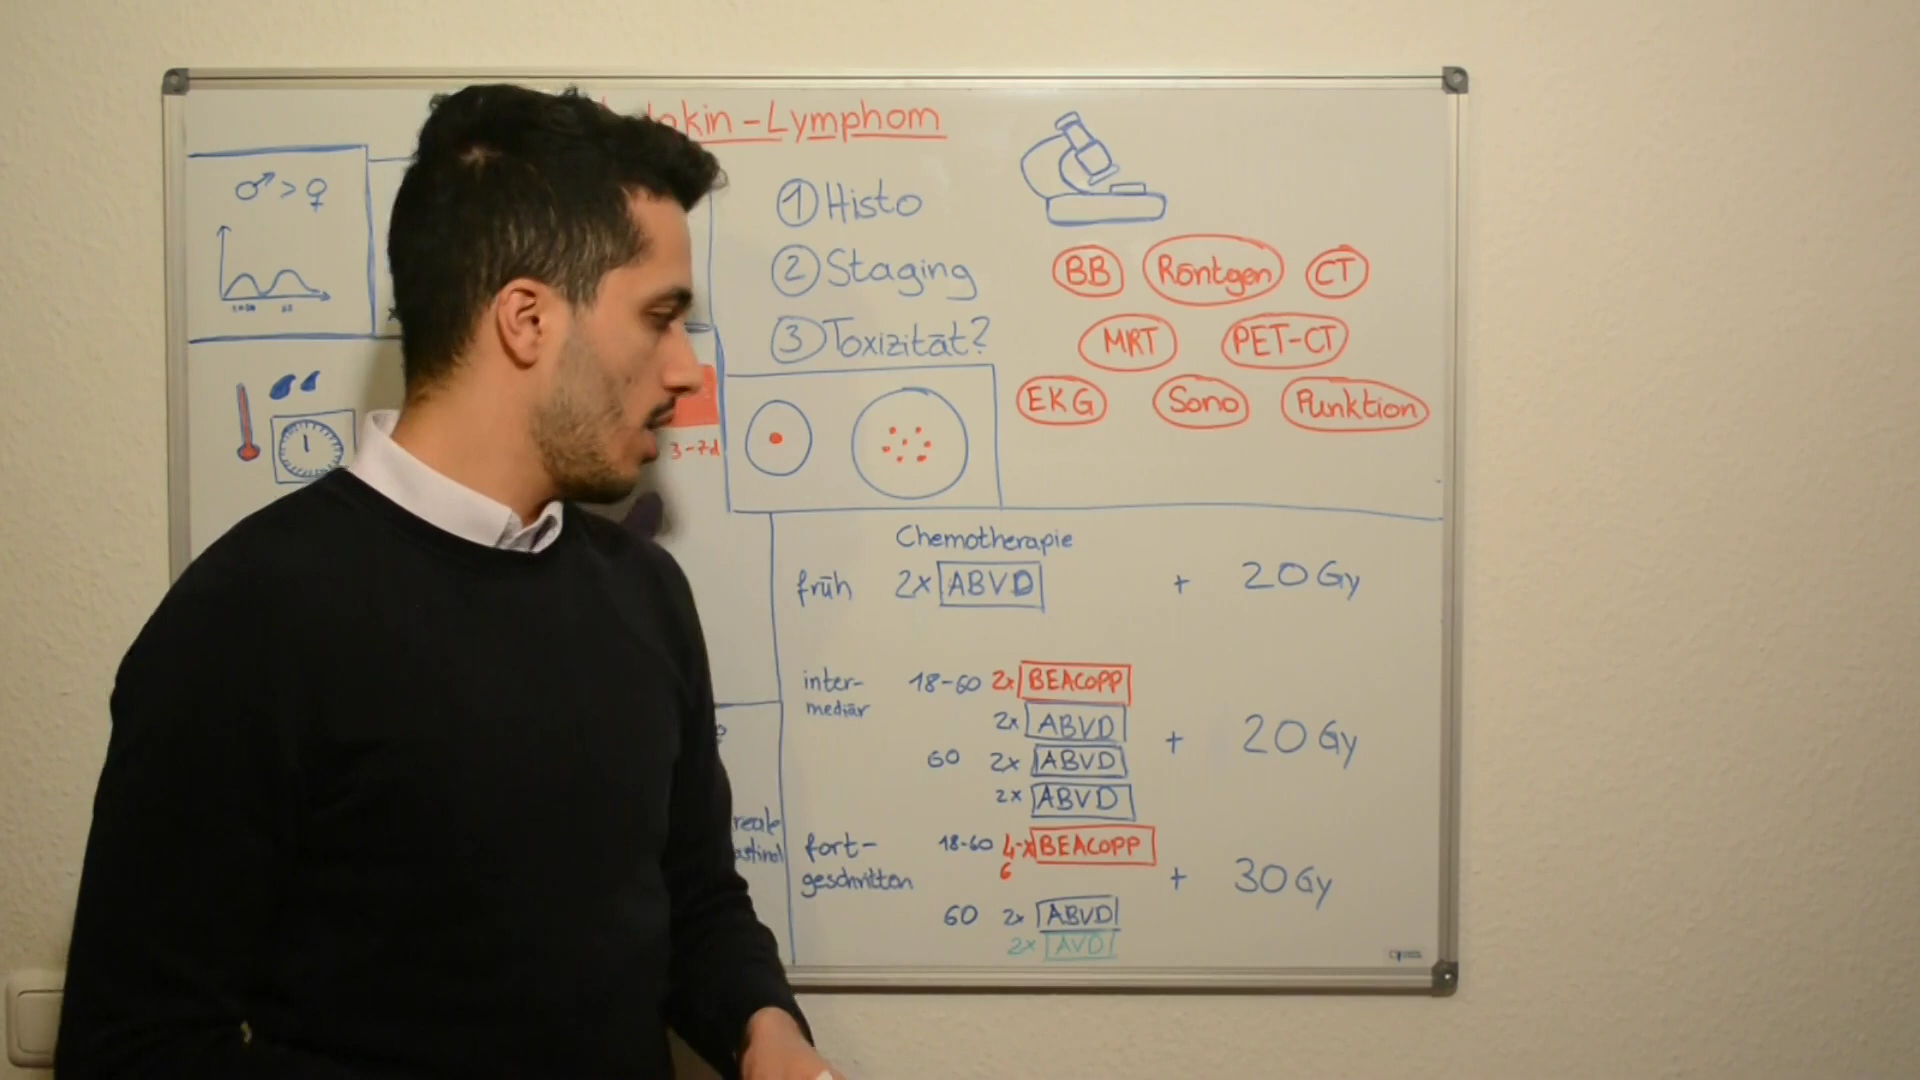 -Lymphom
♂ > ♀
① Histo
② Staging
③ Toxizität?
BB Röntgen CT
MRT PET-CT
EKG Sono Punktion
3-7d
Chemotherapie
früh 2x ABVD + 20 Gy
inter-
mediär
18-60 2x BEACOPP
2x ABVD
+ 20 Gy
60 2x ABVD
2x ABVD
fort-
geschritten
18-60 4-6 x BEACOPP
+ 30 Gy
60 2x ABVD
2x AVD